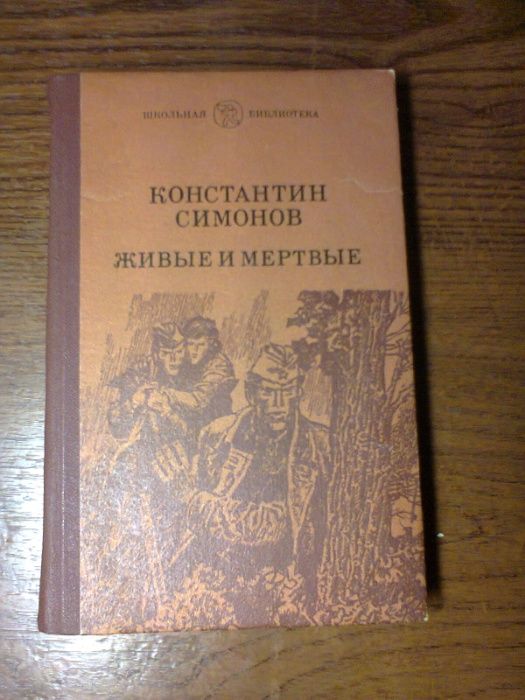 ШКОЛЬНАЯ БИБЛИОТЕКА
КОНСТАНТИН
СИМОНОВ
ЖИВЫЕ И МЕРТВЫЕ